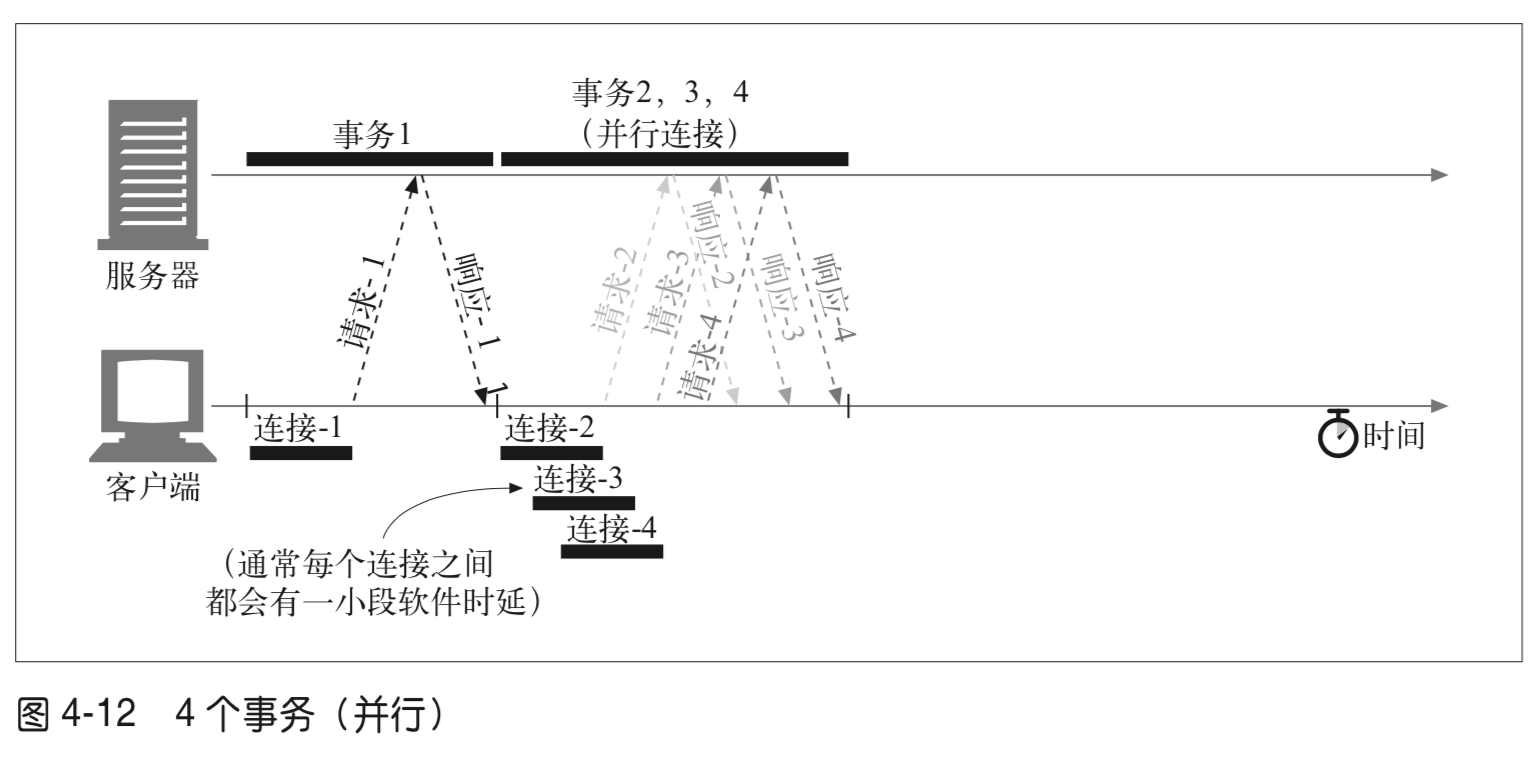 事务2，3，4
（并行连接）
事务1
服务器
请求-1
响应-1
请求-2
响应-2
请求-3
响应-3
请求-4
响应-4
1
连接-1
连接-2
连接-3
连接-4
时间
客户端
（通常每个连接之间
都会有一小段软件时延）
图 4-12 4 个事务（并行）